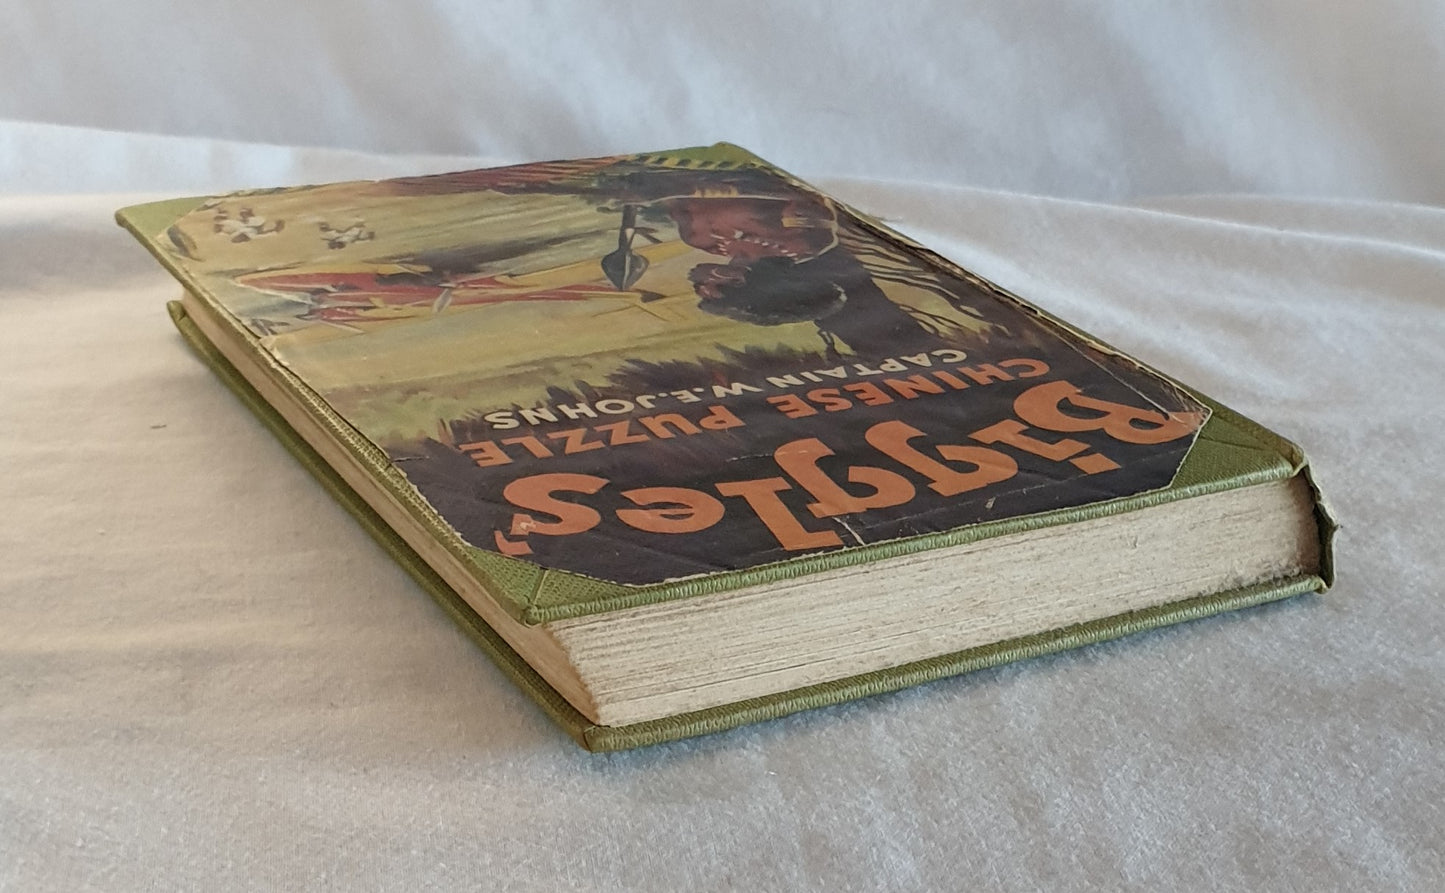 Biggles'
CHINESE PUZZLE
CAPTAIN W.E.JOHNS